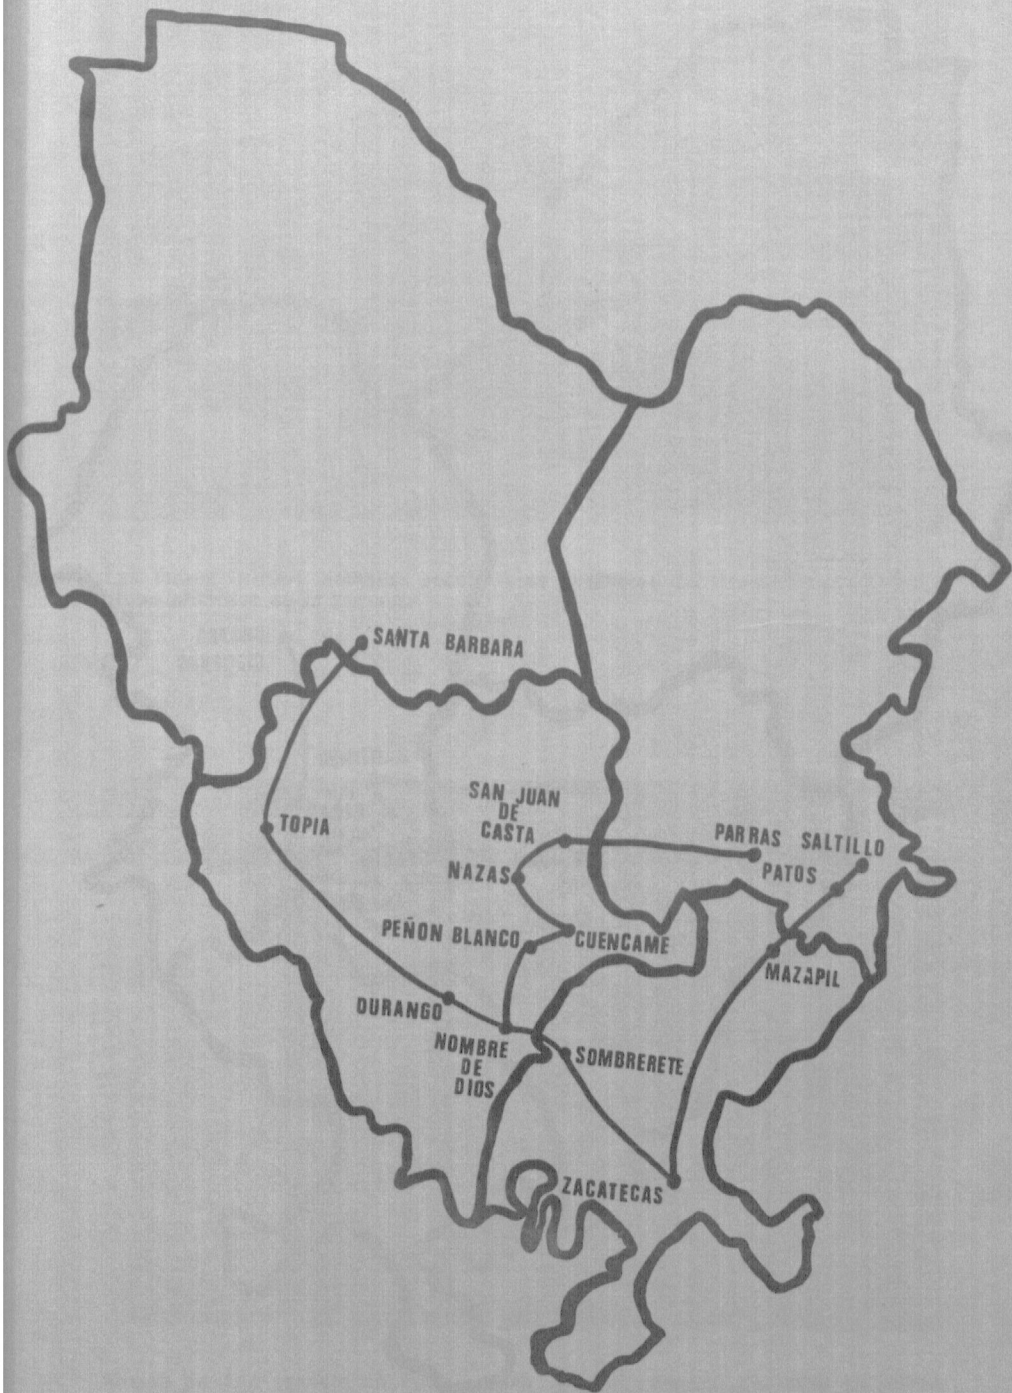 SANTA BARBARA
TOPIA
SAN JUAN
DE
CASTA
PARRAS
SALTILLO
PATOS
NAZAS
PEÑON BLANCO
CUENCAME
MAZAPIL
DURANGO
NOMBRE
DE
DIOS
SOMBRERETE
ZACATECAS